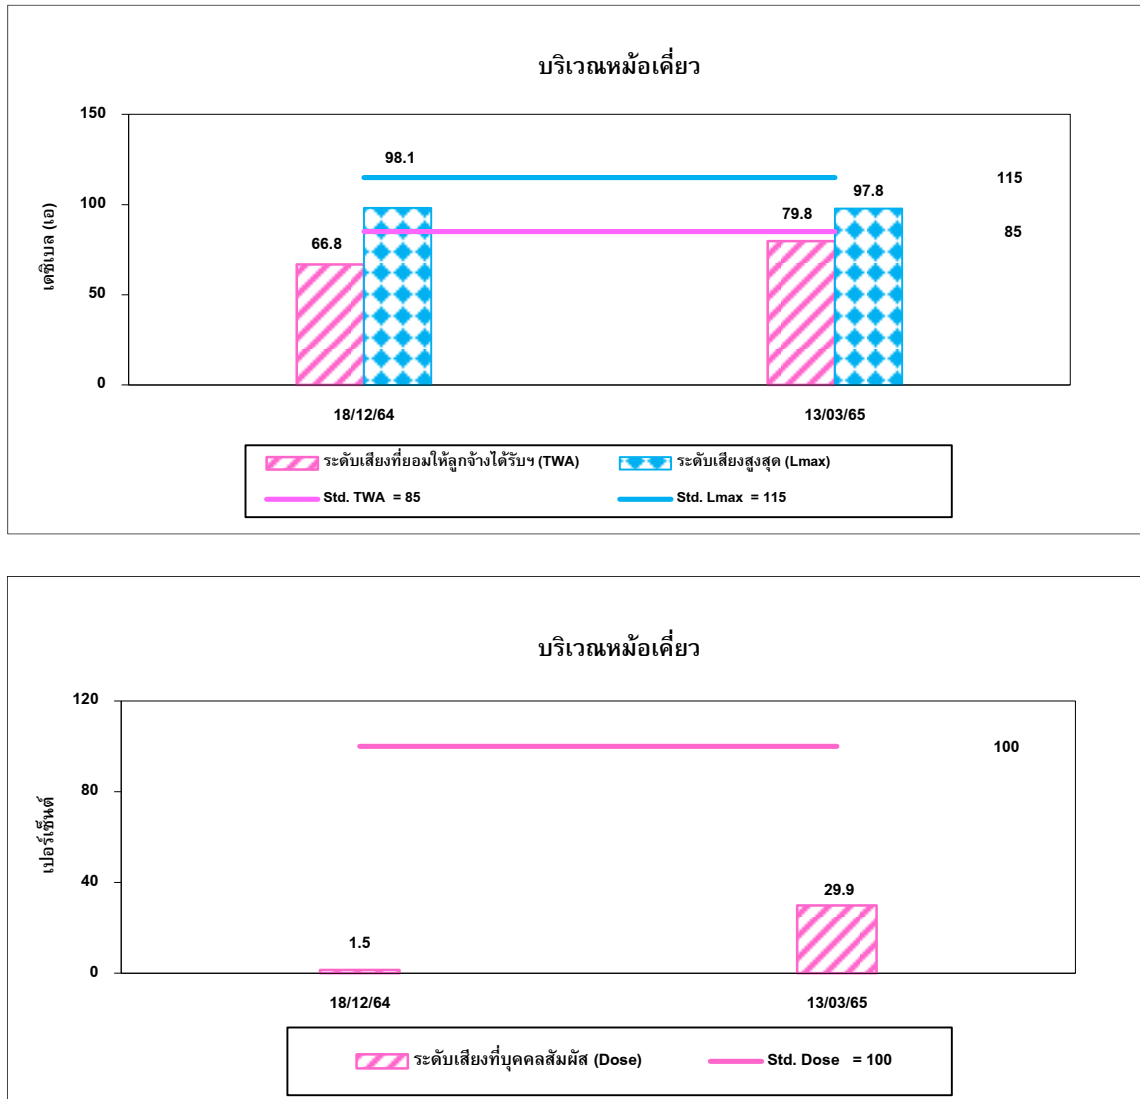 บริเวณหม้อเคี่ยว
150
100
50
0
เดซิเบล (เอ)
98.1
66.8
79.8
97.8
115
85
18/12/64 13/03/65
ระดับเสียงที่ยอมให้ลูกจ้างได้รับฯ (TWA) ระดับเสียงสูงสุด (Lmax)
Std. TWA = 85 Std. Lmax = 115
บริเวณหม้อเคี่ยว
120
80
40
0
เปอร์เซ็นต์
100
1.5
29.9
18/12/64 13/03/65
ระดับเสียงที่บุคคลสัมผัส (Dose) Std. Dose = 100